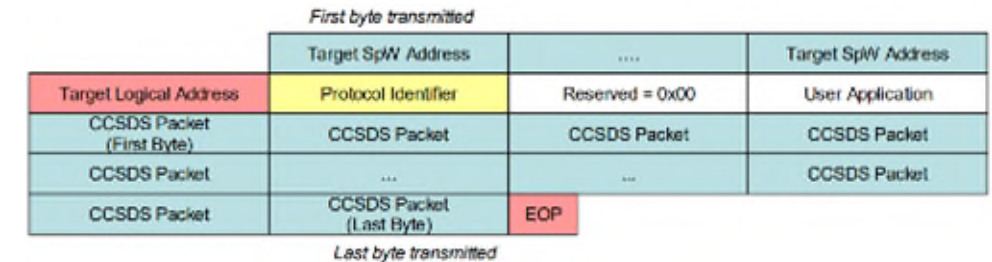 First byte transmitted
Target SpW Address .... Target SpW Address
Target Logical Address Protocol Identifier Reserved = 0x00 User Application
CCSDS Packet
(First Byte) CCSDS Packet CCSDS Packet CCSDS Packet
CCSDS Packet ... ... CCSDS Packet
CCSDS Packet CCSDS Packet
(Last Byte) EOP
Last byte transmitted